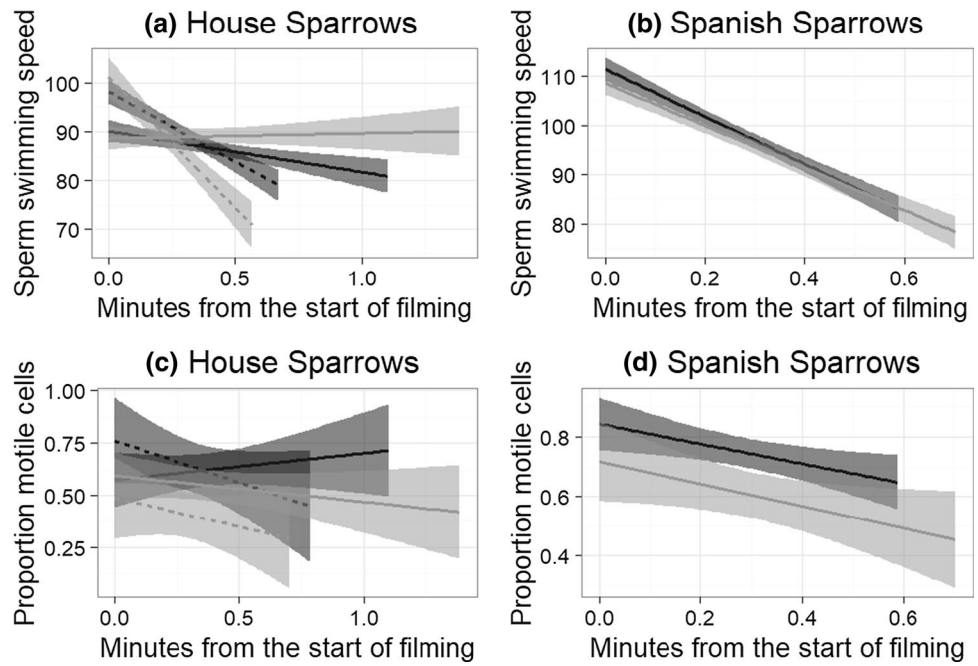 (a) House Sparrows
Sperm swimming speed
100
90
80
70
0.0 0.5 1.0
Minutes from the start of filming
(b) Spanish Sparrows
Sperm swimming speed
110
100
90
80
0.0 0.2 0.4 0.6
Minutes from the start of filming
(c) House Sparrows
Proportion motile cells
1.00
0.75
0.50
0.25
0.0 0.5 1.0
Minutes from the start of filming
(d) Spanish Sparrows
Proportion motile cells
0.8
0.6
0.4
0.0 0.2 0.4 0.6
Minutes from the start of filming